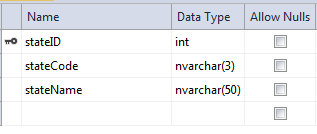 Name Data Type Allow Nulls
stateID int
stateCode nvarchar(3)
stateName nvarchar(50)